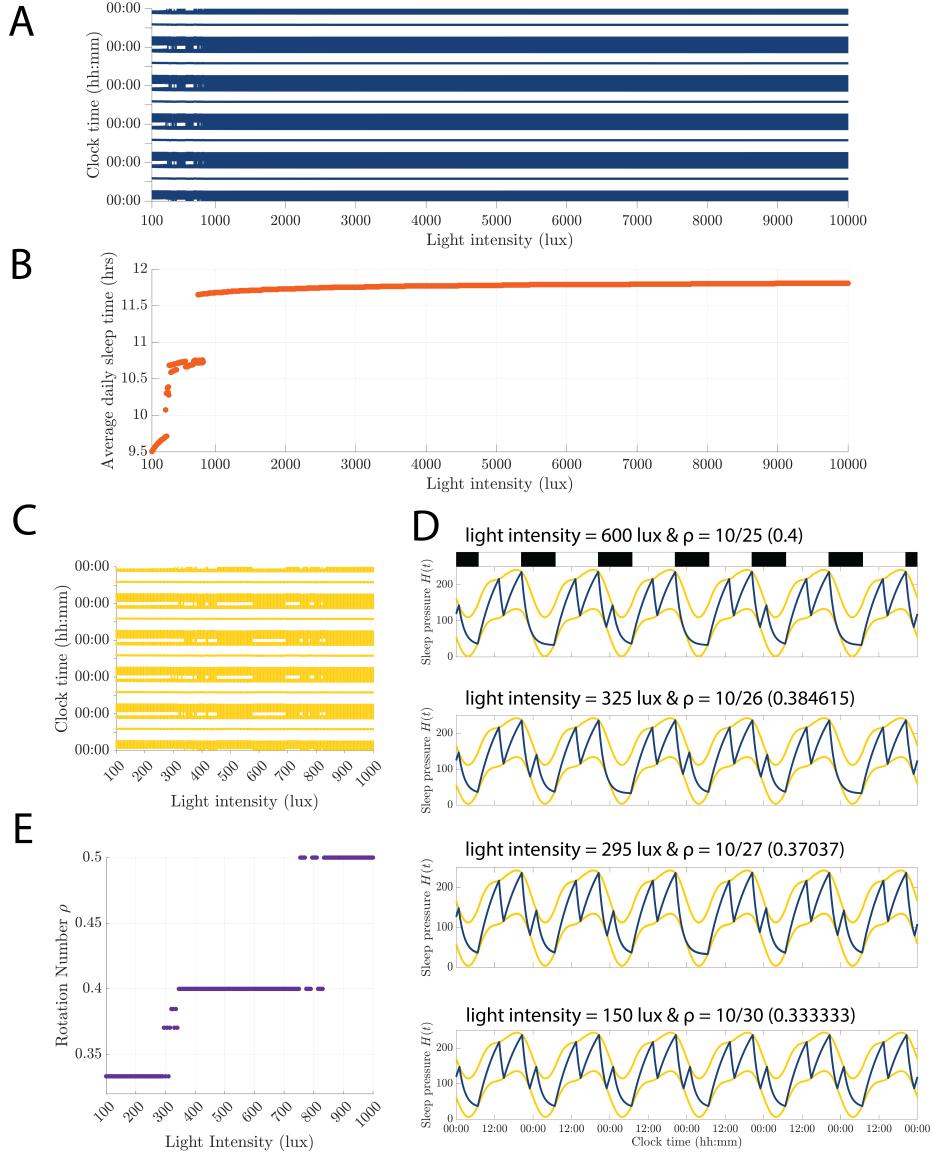 A
Clock time (hh:mm)
00:00
00:00
00:00
00:00
00:00
00:00
100 1000 2000 3000 4000 5000 6000 7000 8000 9000 10000
Light intensity (lux)
B
Average daily sleep time (hrs)
12
11.5
11
10.5
10
9.5
100 1000 2000 3000 4000 5000 6000 7000 8000 9000 10000
Light intensity (lux)
C
Clock time (hh:mm)
00:00
00:00
00:00
00:00
00:00
00:00
100 200 300 400 500 600 700 800 900 1000
Light intensity (lux)
D
light intensity = 600 lux & ρ = 10/25 (0.4)
Sleep pressure H(t)
200
100
0
light intensity = 325 lux & ρ = 10/26 (0.384615)
Sleep pressure H(t)
200
100
0
light intensity = 295 lux & ρ = 10/27 (0.37037)
Sleep pressure H(t)
200
100
0
light intensity = 150 lux & ρ = 10/30 (0.333333)
Sleep pressure H(t)
200
100
0
00:00 12:00 00:00 12:00 00:00 12:00 00:00 12:00 00:00 12:00 00:00 12:00 00:00
Clock time (hh:mm)
E
Rotation Number ρ
0.5
0.45
0.4
0.35
100 200 300 400 500 600 700 800 900 1000
Light Intensity (lux)